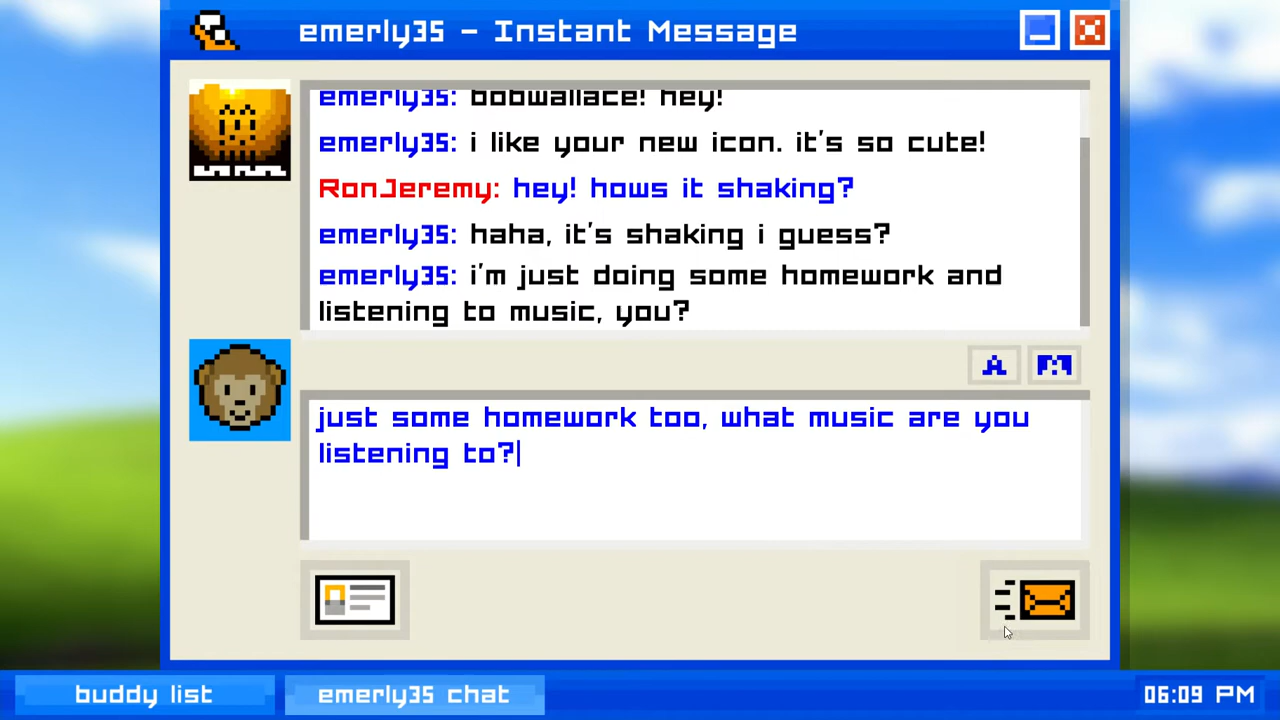 emerly35 - Instant Message
emerly35: bobwallace! hey!
emerly35: i like your new icon. it's so cute!
RonJeremy: hey! hows it shaking?
emerly35: haha, it's shaking i guess?
emerly35: i'm just doing some homework and
listening to music, you?
A
just some homework too, what music are you
listening to?
buddy list
emerly35 chat
06:09 PM